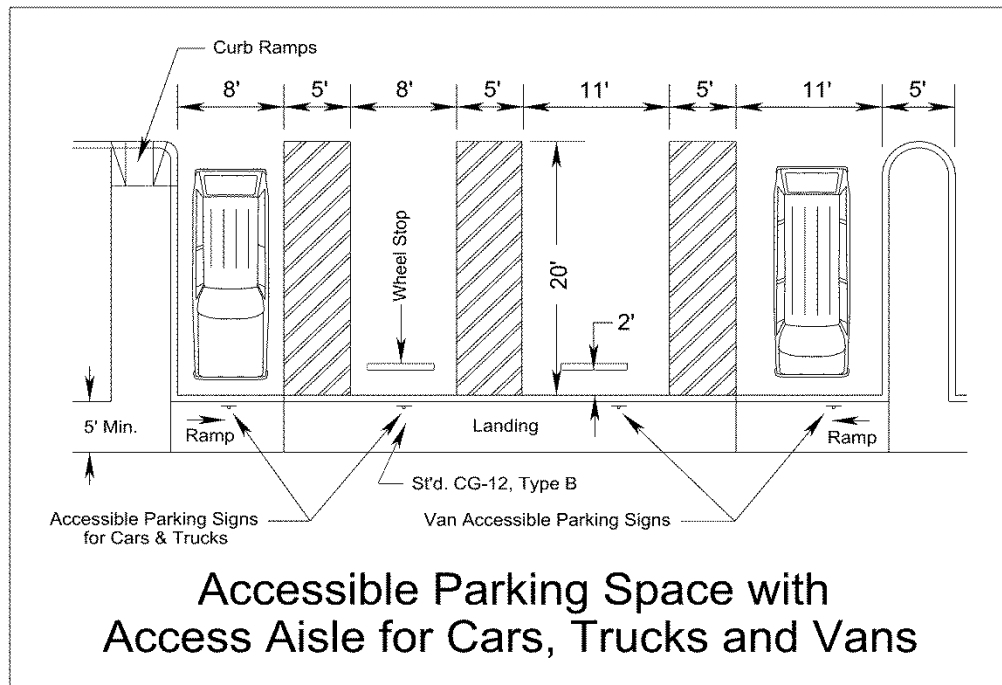 Curb Ramps
8'
5'
8'
5'
11'
5'
11'
5'
Wheel Stop
20'
2'
5' Min.
Ramp
Landing
Ramp
St'd. CG-12, Type B
Accessible Parking Signs
for Cars & Trucks
Van Accessible Parking Signs
Accessible Parking Space with
Access Aisle for Cars, Trucks and Vans